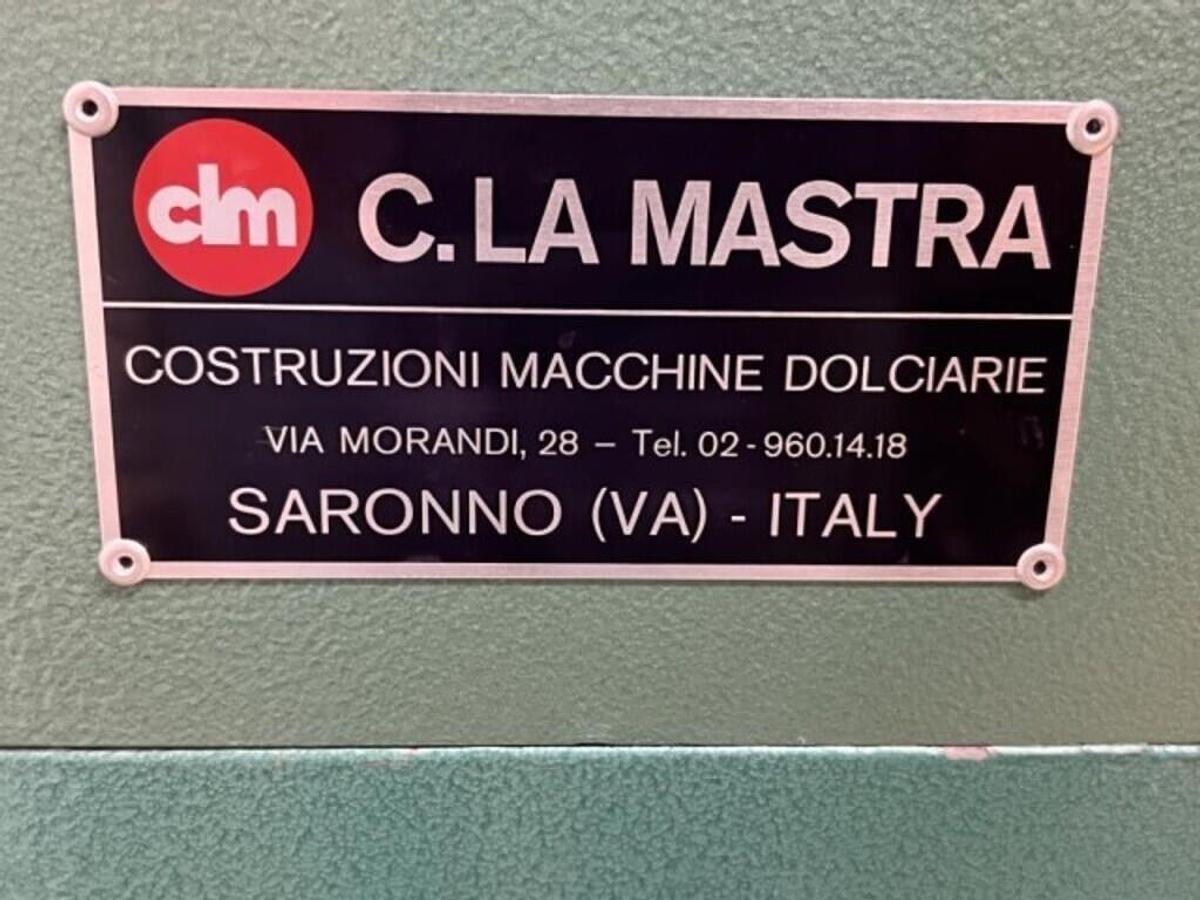 clm
C. LA MASTRA
COSTRUZIONI MACCHINE DOLCIARIE
VIA MORANDI, 28 – Tel. 02 - 960.14.18
SARONNO (VA) - ITALY